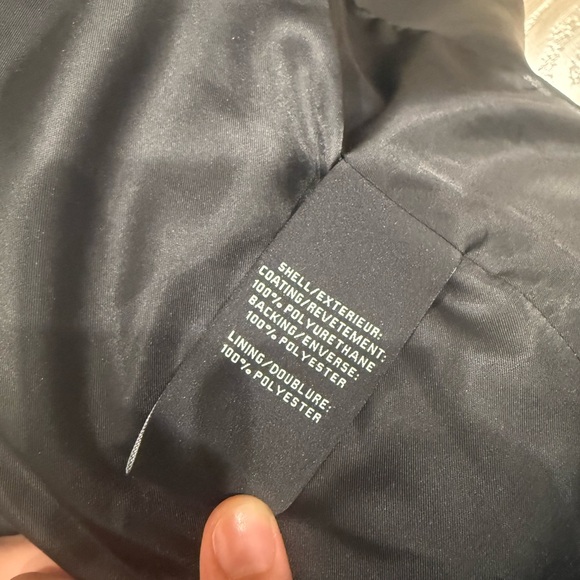 SHELL/EXTERIEUR:
COATING/REVETEMENT:
100% POLYURETHANE
BACKING/ENVERSE:
100% POLYESTER
LINING/DOUBLURE:
100% POLYESTER